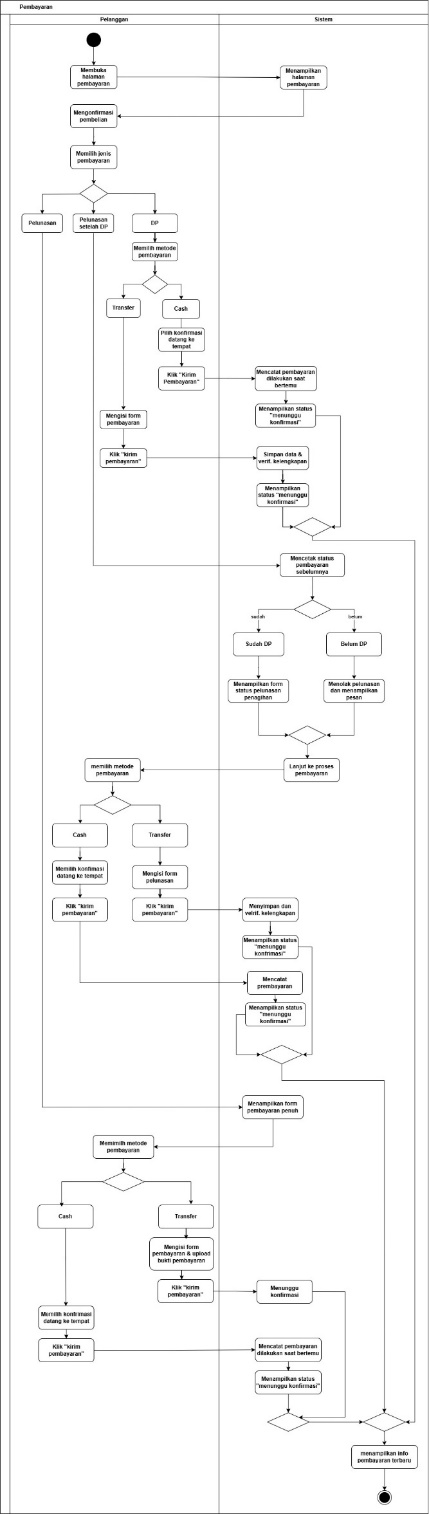 Pembayaran
Pelanggan
Sistem
Membuka
halaman
pembayaran
Menampilkan
halaman
pembayaran
Mengonfirmasi
pembelian
Memilih jenis
pembayaran
Pelunasan
Pelunasan
setelah DP
DP
Memilih metode
pembayaran
Transfer
Cash
Pilih konfirmasi
datang ke
tempat
Klik "Kirim
Pembayaran"
Mencatat pembayaran
dilakukan saat
bertemu
Menampilkan status
"menunggu
konfirmasi"
Mengisi form
pembayaran
Klik "kirim
pembayaran"
Simpan data &
verif. kelengkapan
Menampilkan
status "menunggu
konfirmasi"
Mencetak status
pembayaran
sebelumnya
sudah
belum
Sudah DP
Belum DP
Menampilkan form
status pelunasan
penagihan
Menolak pelunasan
dan menampilkan
pesan
Lanjut ke proses
pembayaran
memilih metode
pembayaran
Cash
Transfer
Memilih konfimasi
datang ke tempat
Mengisi form
pelunasan
Klik "kirim
pembayaran"
Klik "kirim
pembayaran"
Menyimpan dan
velrif. kelengkapan
Menampilkan status
"menunggu
konfrimasi"
Mencatat
prembayaran
Menampilkan status
"menunggu
konfirmasi"
Menampilkan form
pembayaran penuh
Memimilh metode
pembayaran
Cash
Transfer
Mengisi form
pembayaran & upload
bukti pembayaran
Klik "kirim
pembayaran"
Menunggu
konfirmasi
Memilih konfrimasi
datang ke tempat
Klik "kirim
pembayaran"
Mencatat pembayaran
dilakukan saat bertemu
Menampilkan status
"menunggu konfirmasi"
menampilkan info
pembayaran terbaru